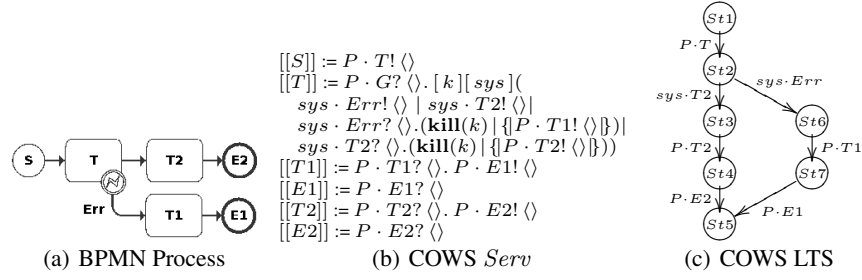 S
T
T2
E2
Err
T1
E1
(a) BPMN Process
[[S]] := P · T! ⟨⟩
[[T]] := P · G? ⟨⟩. [ k ][ sys ](
sys · Err! ⟨⟩ | sys · T2! ⟨⟩|
sys · Err? ⟨⟩.(kill(k) | {|P · T1! ⟨⟩|})|
sys · T2? ⟨⟩.(kill(k) | {|P · T2! ⟨⟩|}))
[[T1]] := P · T1? ⟨⟩. P · E1! ⟨⟩
[[E1]] := P · E1? ⟨⟩
[[T2]] := P · T2? ⟨⟩. P · E2! ⟨⟩
[[E2]] := P · E2? ⟨⟩
(b) COWS Serv
St1
P·T
St2
sys·Err
sys·T2
St3
St6
P·T2
P·T1
St4
St7
P·E2
P·E1
St5
(c) COWS LTS